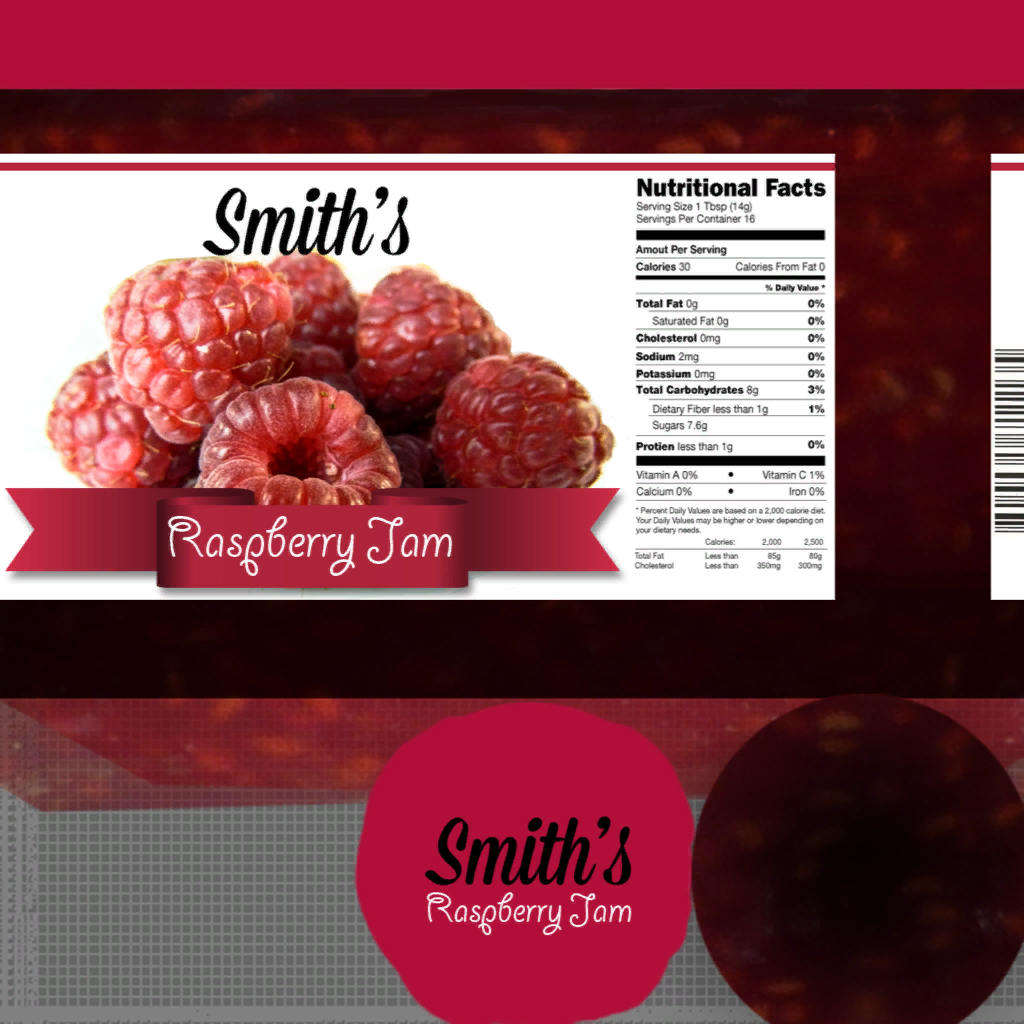 Smith's
Raspberry Jam
Nutritional Facts
Serving Size 1 Tbsp (14g)
Servings Per Container 16
Amout Per Serving
Calories 30 Calories From Fat 0
% Daily Value *
Total Fat 0g 0%
Saturated Fat 0g 0%
Cholesterol 0mg 0%
Sodium 2mg 0%
Potassium 0mg 0%
Total Carbohydrates 8g 3%
Dietary Fiber less than 1g 1%
Sugars 7.6g
Protien less than 1g 0%
Vitamin A 0% • Vitamin C 1%
Calcium 0% • Iron 0%
* Percent Daily Values are based on a 2,000 calorie diet.
Your Daily Values may be higher or lower depending on
your dietary needs.
Calories: 2,000 2,500
Total Fat Less than 85g 80g
Cholesterol Less than 350mg 300mg
Smith's
Raspberry Jam